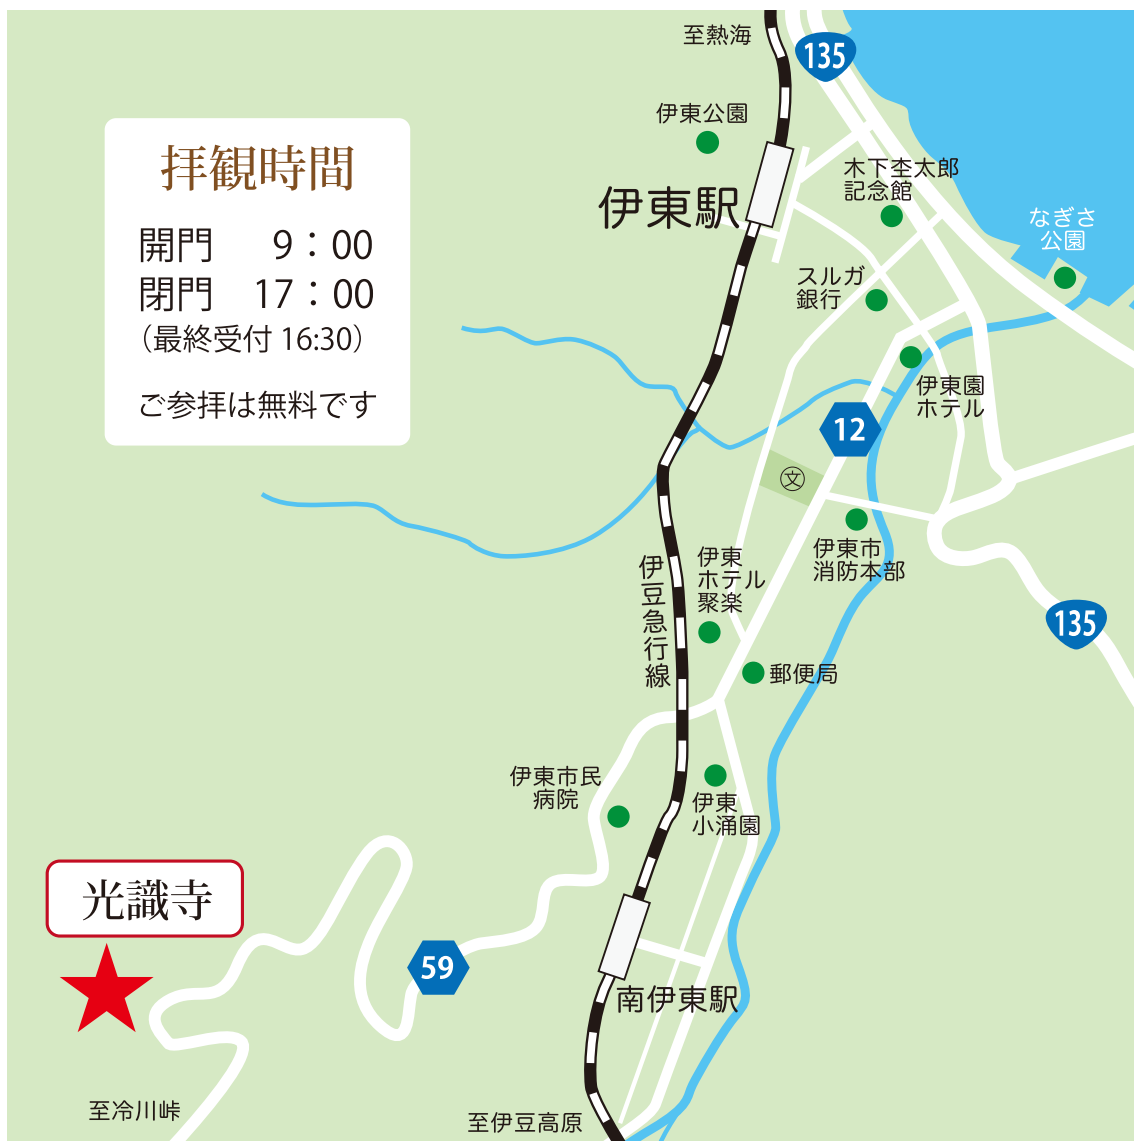 至熱海
135
伊東公園
拝観時間
開門 9：00
閉門 17：00
（最終受付 16:30）
ご参拝は無料です
伊東駅
木下杢太郎
記念館
なぎさ
公園
スルガ
銀行
伊東園
ホテル
12
文
伊東市
消防本部
伊東
ホテル
聚楽
伊豆急行線
135
郵便局
伊東市民
病院
伊東
小涌園
光識寺
59
南伊東駅
至冷川峠
至伊豆高原